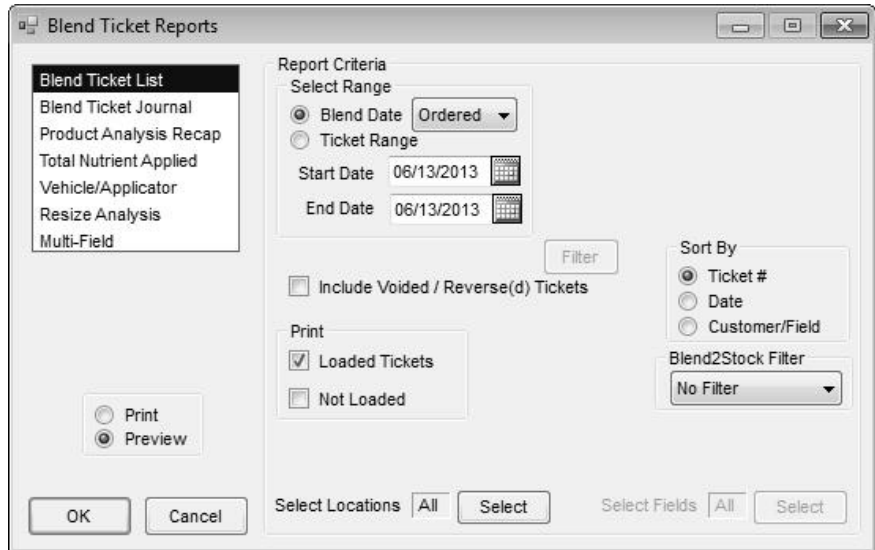 Blend Ticket Reports
Blend Ticket List
Blend Ticket Journal
Product Analysis Recap
Total Nutrient Applied
Vehicle/Applicator
Resize Analysis
Multi-Field
Print
Preview
OK
Cancel
Report Criteria
Select Range
Blend Date Ordered
Ticket Range
Start Date 06/13/2013
End Date 06/13/2013
Filter
Include Voided / Reverse(d) Tickets
Print
Loaded Tickets
Not Loaded
Sort By
Ticket #
Date
Customer/Field
Blend2Stock Filter
No Filter
Select Locations All Select
Select Fields All Select